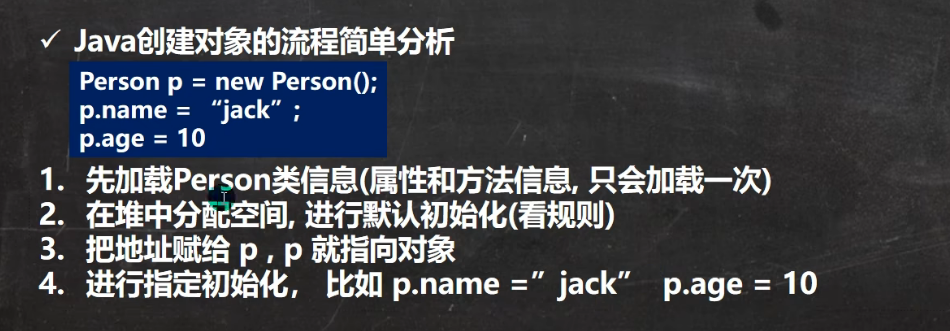 ✓ Java创建对象的流程简单分析
Person p = new Person();
p.name = “jack”;
p.age = 10
1. 先加载Person类信息(属性和方法信息, 只会加载一次)
2. 在堆中分配空间, 进行默认初始化(看规则)
3. 把地址赋给 p , p 就指向对象
4. 进行指定初始化， 比如 p.name =”jack” p.age = 10